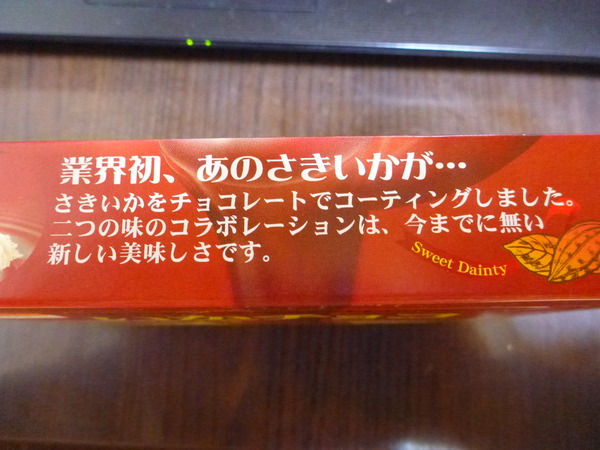 業界初、あのさきいかが…
さきいかをチョコレートでコーティングしました。
二つの味のコラボレーションは、今までに無い
新しい美味しさです。
Sweet Dainty